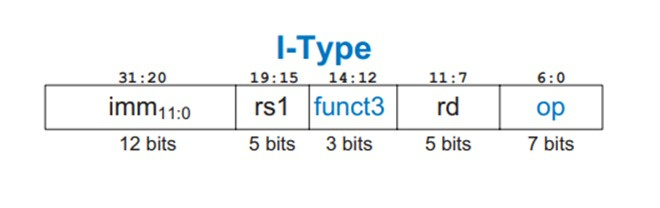 I-Type
31:20 19:15 14:12 11:7 6:0
imm11:0 rs1 funct3 rd op
12 bits 5 bits 3 bits 5 bits 7 bits